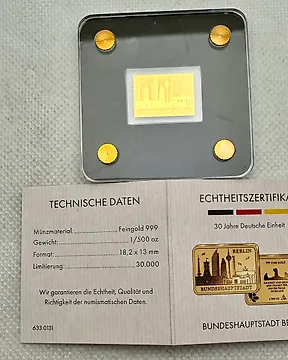 TECHNISCHE DATEN
Münzmaterial: Feingold 999
Gewicht: 1/500 oz
Format: 18,2 x 13 mm
Limitierung: 30.000
Wir garantieren die Echtheit, Qualität und
Richtigkeit der numismatischen Daten.
633.0131
ECHTHEITSZERTIFIKA
30 Jahre Deutsche Einheit
BERLIN
BUNDESHAUPTSTADT
BUNDESHAUPTSTADT BE